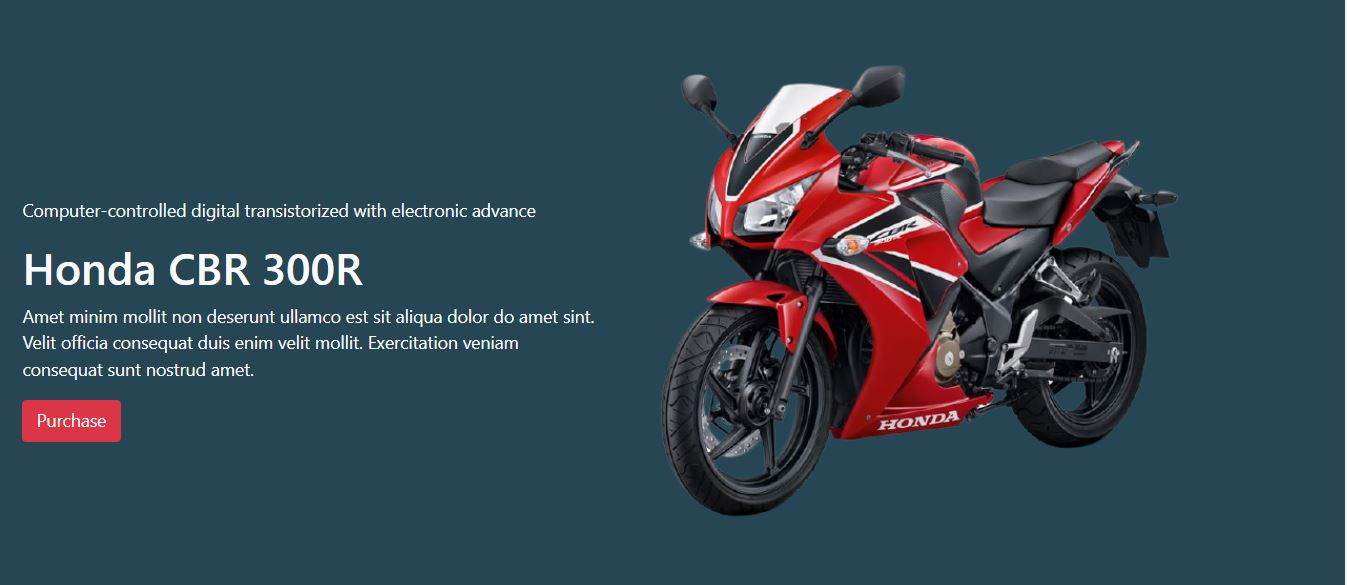 Computer-controlled digital transistorized with electronic advance
Honda CBR 300R
Amet minim mollit non deserunt ullamco est sit aliqua dolor do amet sint.
Velit officia consequat duis enim velit mollit. Exercitation veniam
consequat sunt nostrud amet.
Purchase
HONDA
CBR
HONDA